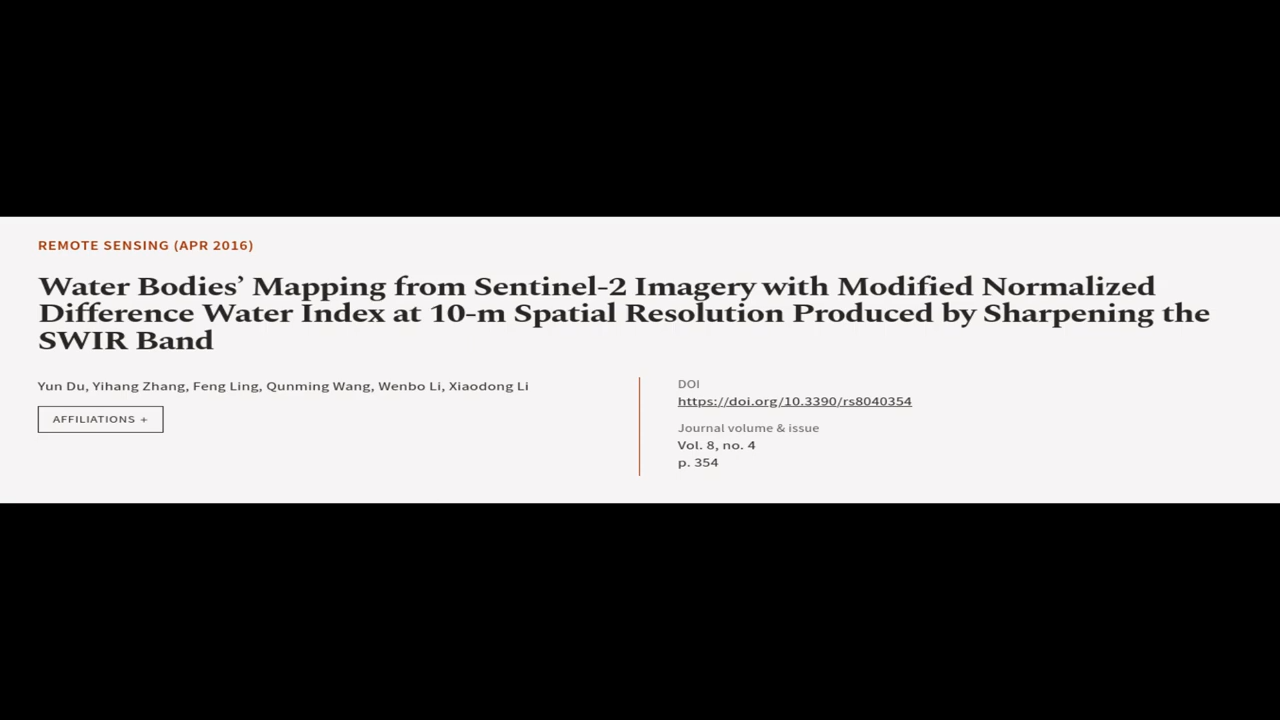 REMOTE SENSING (APR 2016)
Water Bodies’ Mapping from Sentinel-2 Imagery with Modified Normalized
Difference Water Index at 10-m Spatial Resolution Produced by Sharpening the
SWIR Band
Yun Du, Yihang Zhang, Feng Ling, Qunming Wang, Wenbo Li, Xiaodong Li
AFFILIATIONS +
DOI
https://doi.org/10.3390/rs8040354
Journal volume & issue
Vol. 8, no. 4
p. 354